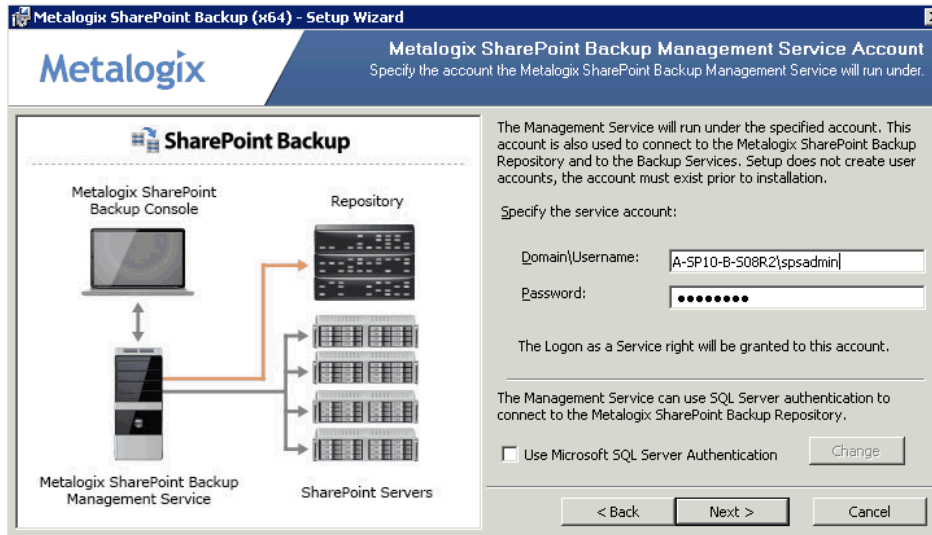 Metalogix SharePoint Backup (x64) - Setup Wizard
Metalogix
Metalogix SharePoint Backup Management Service Account
Specify the account the Metalogix SharePoint Backup Management Service will run under.
SharePoint Backup
Metalogix SharePoint
Backup Console
Repository
Metalogix SharePoint Backup
Management Service
SharePoint Servers
The Management Service will run under the specified account. This
account is also used to connect to the Metalogix SharePoint Backup
Repository and to the Backup Services. Setup does not create user
accounts, the account must exist prior to installation.
Specify the service account:
Domain\Username:
A-SP10-B-S08R2\spsadmin
Password:
●●●●●●●●
The Logon as a Service right will be granted to this account.
The Management Service can use SQL Server authentication to
connect to the Metalogix SharePoint Backup Repository.
Use Microsoft SQL Server Authentication
Change
< Back
Next >
Cancel